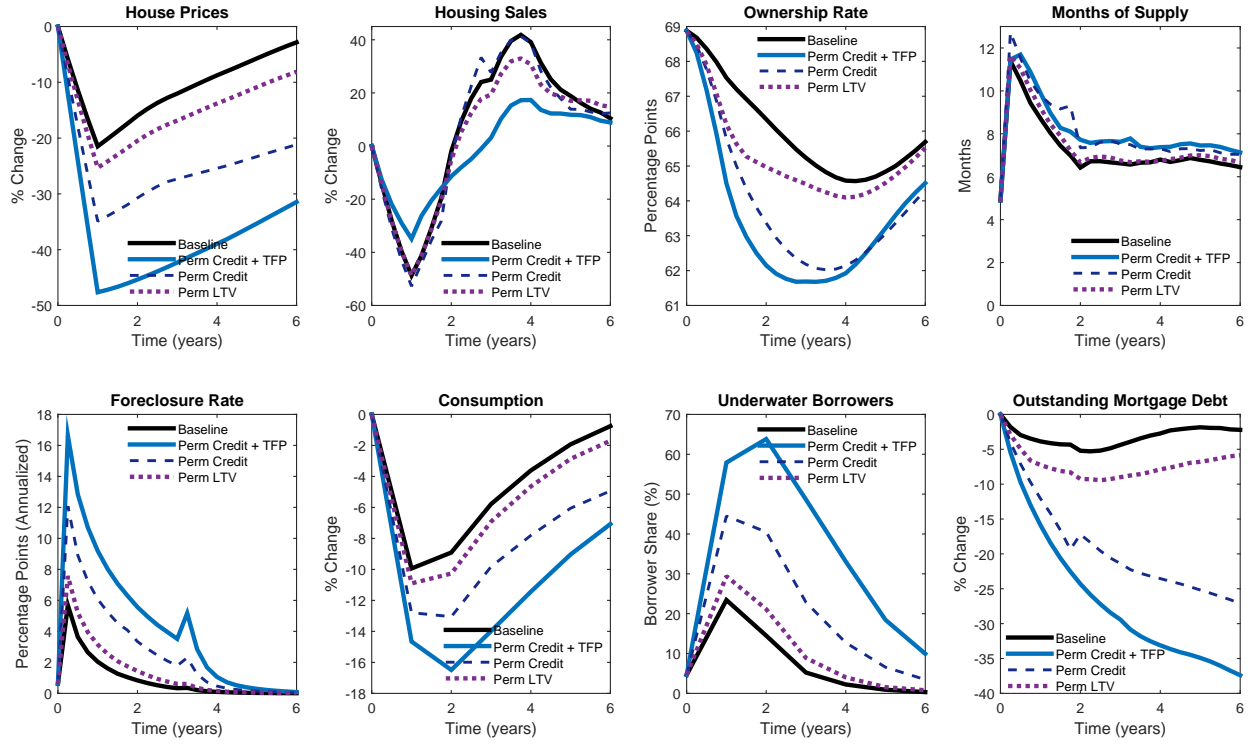 House Prices
% Change
0
-10
-20
-30
-40
-50
0 2 4 6
Time (years)
Baseline
Perm Credit + TFP
Perm Credit
Perm LTV
Housing Sales
% Change
40
20
0
-20
-40
-60
0 2 4 6
Time (years)
Baseline
Perm Credit + TFP
Perm Credit
Perm LTV
Ownership Rate
Percentage Points
69
68
67
66
65
64
63
62
61
0 2 4 6
Time (years)
Baseline
Perm Credit + TFP
Perm Credit
Perm LTV
Months of Supply
Months
12
10
8
6
4
2
0
0 2 4 6
Time (years)
Baseline
Perm Credit + TFP
Perm Credit
Perm LTV
Foreclosure Rate
Percentage Points (Annualized)
18
16
14
12
10
8
6
4
2
0
0 2 4 6
Time (years)
Baseline
Perm Credit + TFP
Perm Credit
Perm LTV
Consumption
% Change
0
-2
-4
-6
-8
-10
-12
-14
-16
-18
0 2 4 6
Time (years)
Baseline
Perm Credit + TFP
Perm Credit
Perm LTV
Underwater Borrowers
Borrower Share (%)
70
60
50
40
30
20
10
0
0 2 4 6
Time (years)
Baseline
Perm Credit + TFP
Perm Credit
Perm LTV
Outstanding Mortgage Debt
% Change
0
-5
-10
-15
-20
-25
-30
-35
-40
0 2 4 6
Time (years)
Baseline
Perm Credit + TFP
Perm Credit
Perm LTV